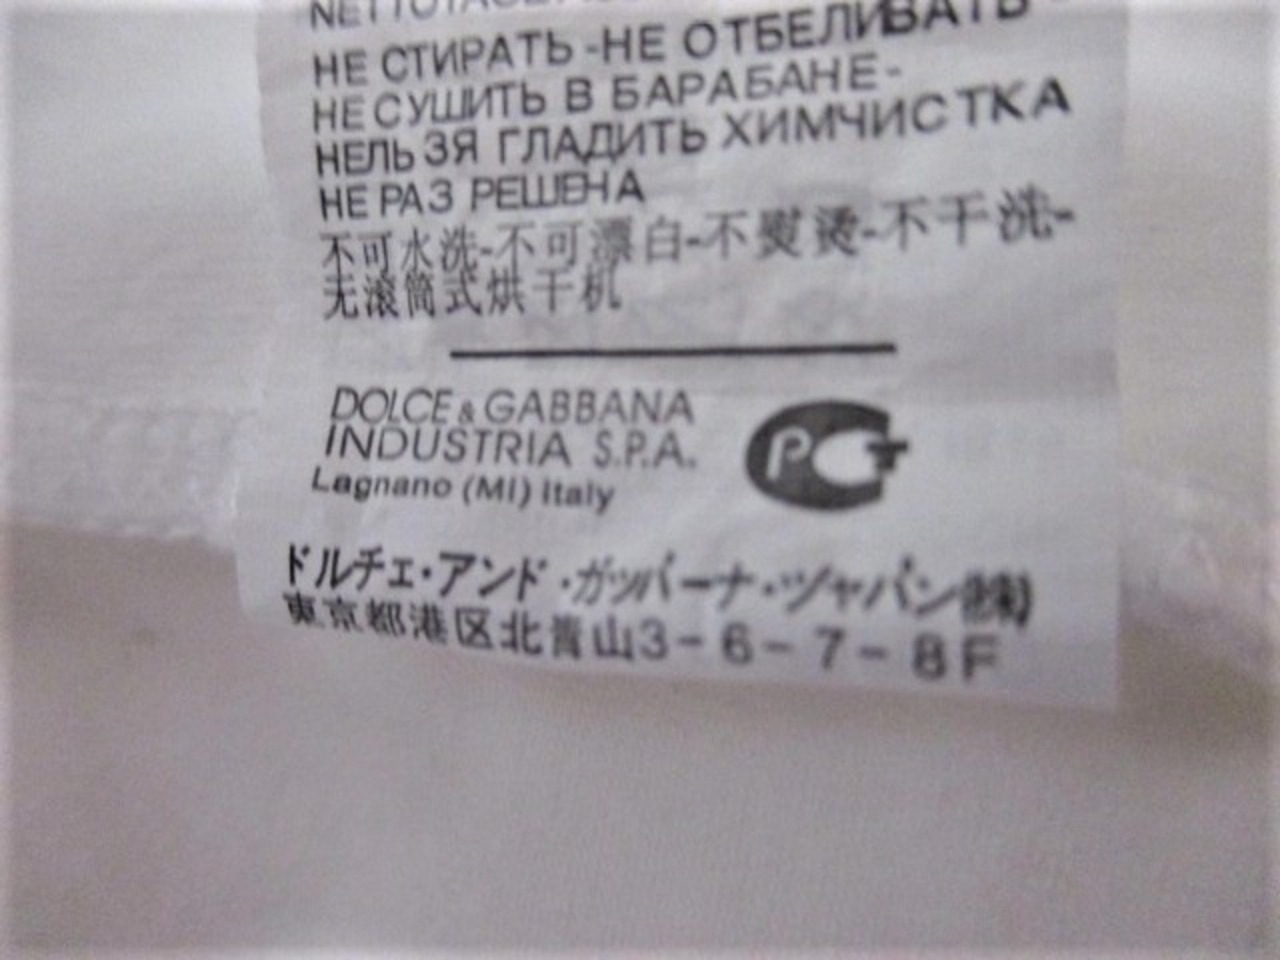 НЕ СТИРАТЬ-НЕ ОТБЕЛИВАТЬ-
НЕ СУШИТЬ В БАРАБАНЕ-
НЕЛЬЗЯ ГЛАДИТЬ ХИМЧИСТКА
НЕ РАЗ РЕШЕНА
不可水洗-不可漂白-不熨烫-不干洗-
无滚筒式烘干机
DOLCE & GABBANA
INDUSTRIA S.P.A.
Lagnano (MI) Italy
ドルチェ・アンド・ガッバーナ・ヅャパン(株)
東京都港区北青山3-6-7-8F